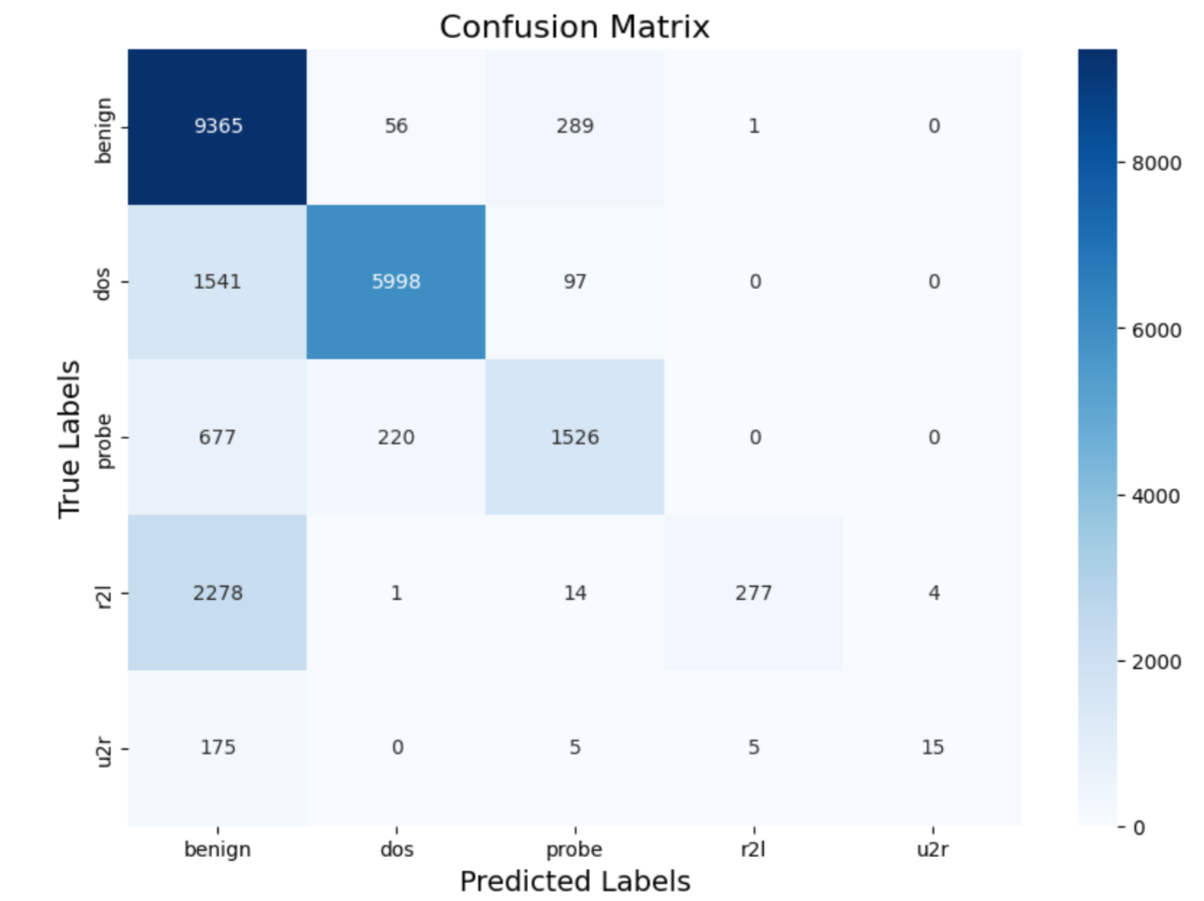 Confusion Matrix
benign 9365 56 289 1 0
dos 1541 5998 97 0 0
probe 677 220 1526 0 0
r2l 2278 1 14 277 4
u2r 175 0 5 5 15
benign dos probe r2l u2r
True Labels
Predicted Labels
8000
6000
4000
2000
0